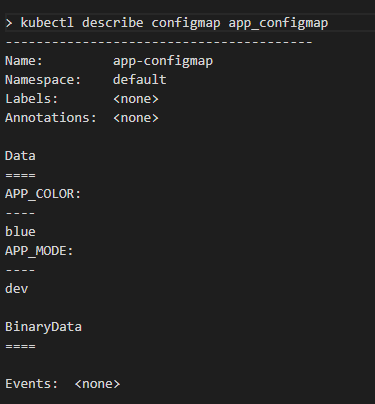 > kubectl describe configmap app_configmap
----------------------------------------
Name:         app-configmap
Namespace:    default
Labels:       <none>
Annotations:  <none>

Data
====
APP_COLOR:
----
blue
APP_MODE:
----
dev

BinaryData
====

Events:  <none>